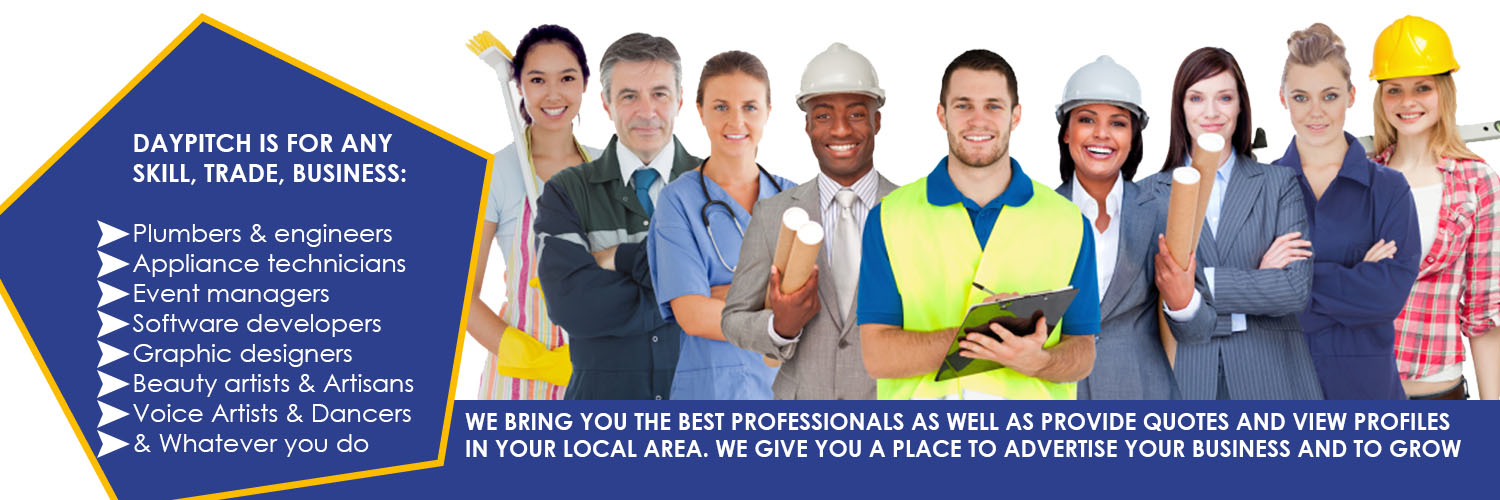 DAYPITCH IS FOR ANY
SKILL, TRADE, BUSINESS:
Plumbers & engineers
Appliance technicians
Event managers
Software developers
Graphic designers
Beauty artists & Artisans
Voice Artists & Dancers
& Whatever you do
WE BRING YOU THE BEST PROFESSIONALS AS WELL AS PROVIDE QUOTES AND VIEW PROFILES
IN YOUR LOCAL AREA. WE GIVE YOU A PLACE TO ADVERTISE YOUR BUSINESS AND TO GROW